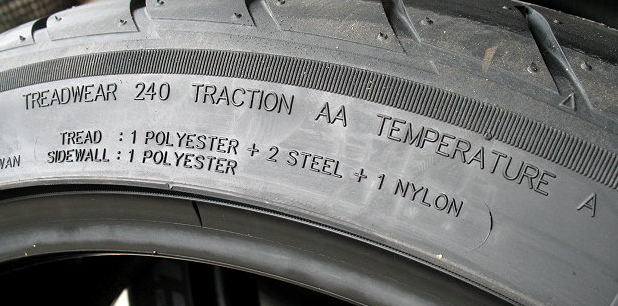 TREADWEAR 240 TRACTION AA TEMPERATURE A
TREAD : 1 POLYESTER + 2 STEEL + 1 NYLON
SIDEWALL : 1 POLYESTER